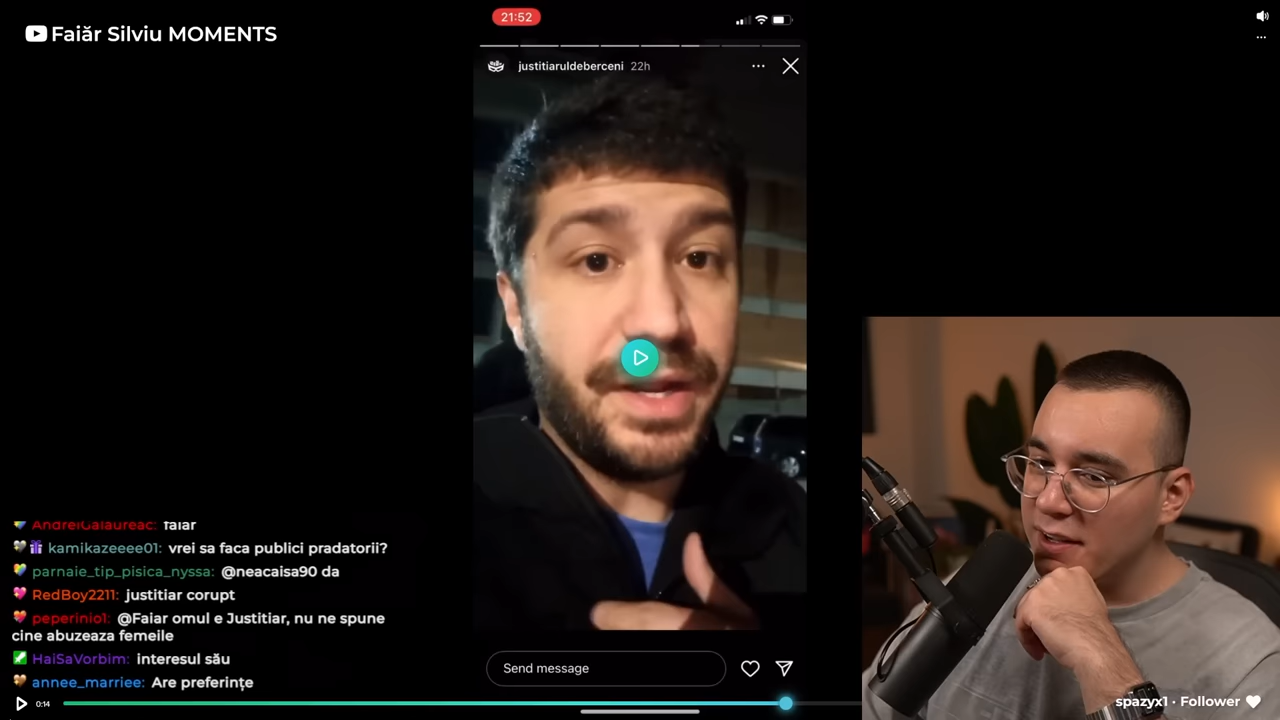 Faiăr Silviu MOMENTS
21:52
justitiaruldeberceni 22h
AndreiGalaureac: faiar
kamikazeeee01: vrei sa faca publici pradatorii?
parnaie_tip_pisica_nyssa: @neacaisa90 da
RedBoy2211: justitiar corupt
peperinio1: @Faiar omul e Justitiar, nu ne spune
cine abuzeaza femeile
HaiSaVorbim: interesul său
annee_marriee: Are preferințe
Send message
0:14
spazyx1 · Follower